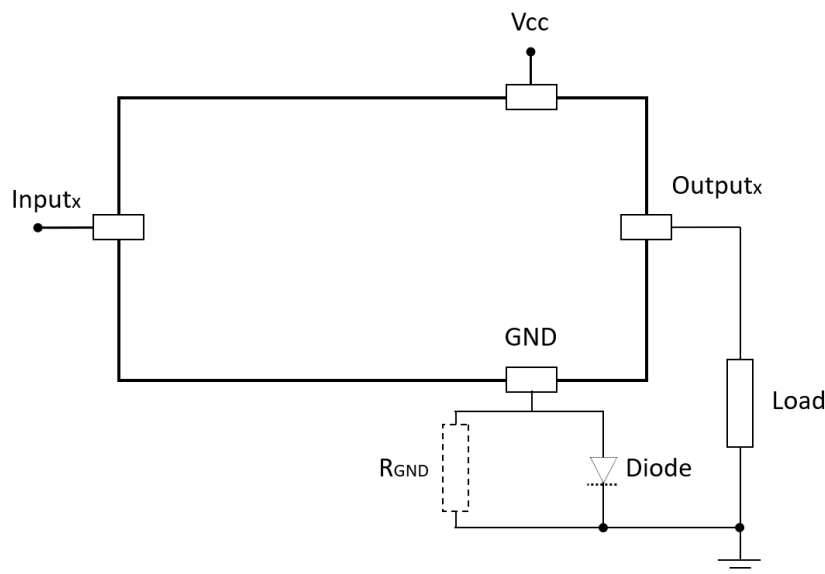 Vcc
Inputx
Outputx
GND
Load
RGND
Diode